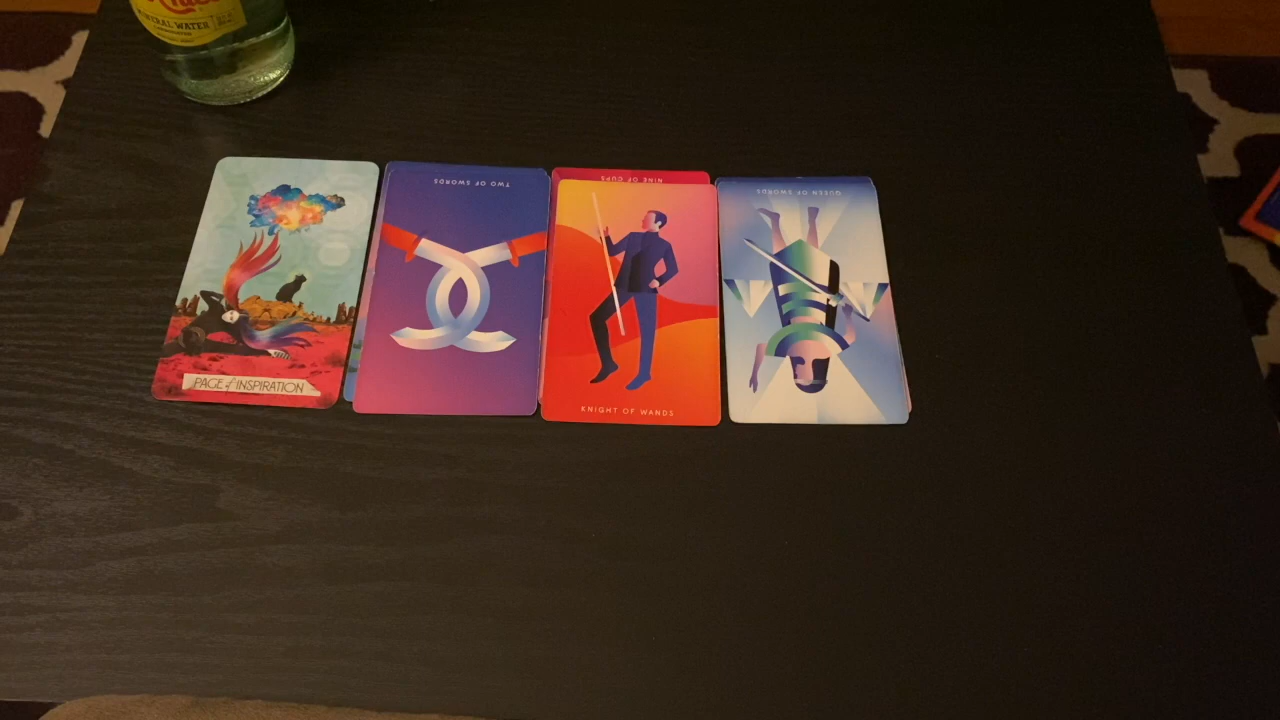 MINERAL WATER
PAGE of INSPIRATION
TWO OF SWORDS
NINE OF CUPS
KNIGHT OF WANDS
QUEEN OF SWORDS